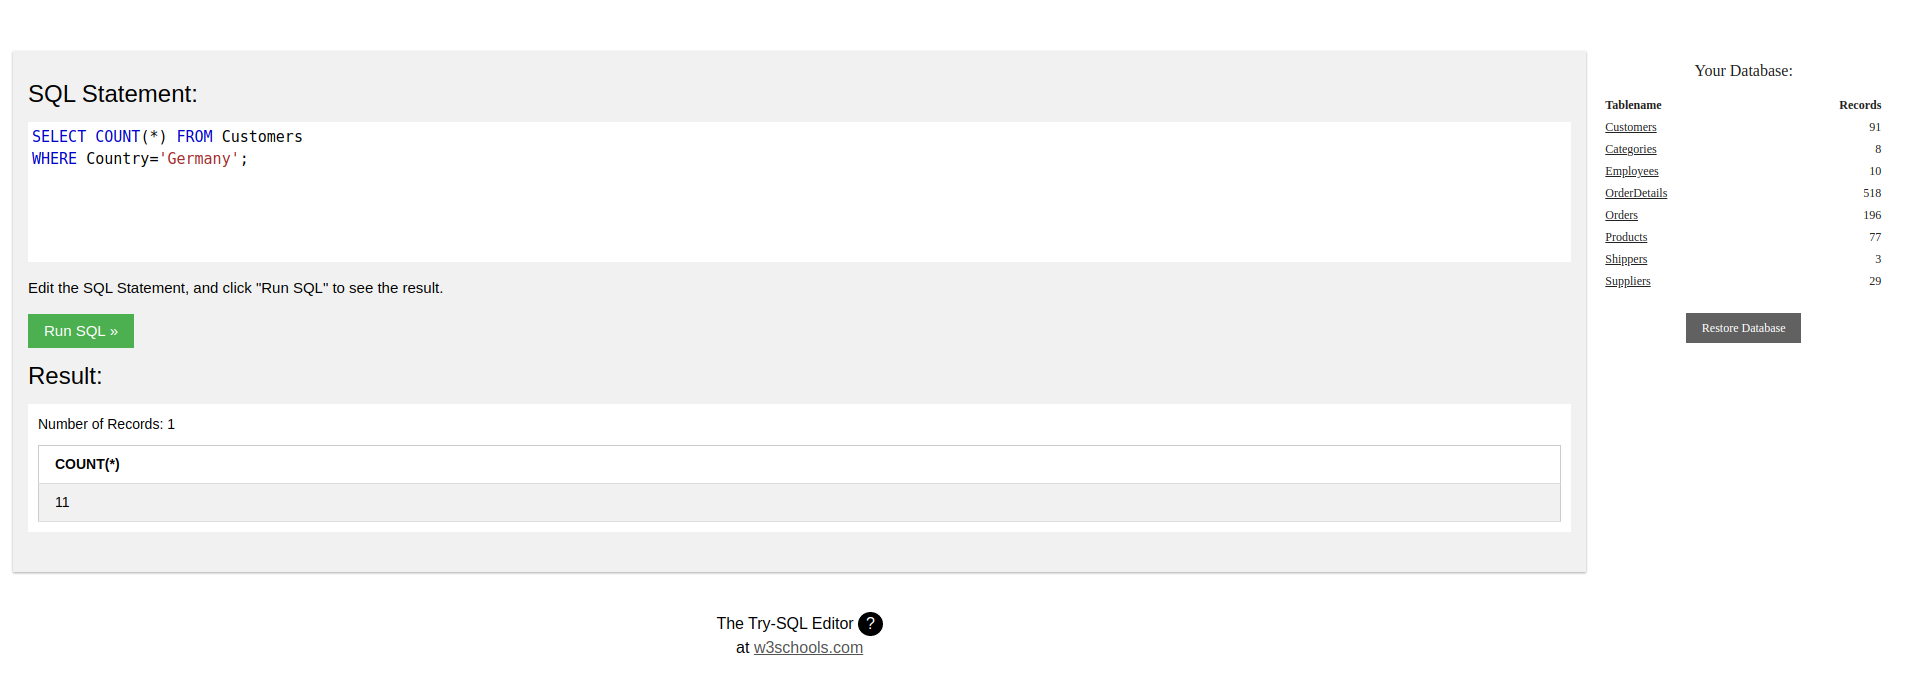 SQL Statement:
SELECT COUNT(*) FROM Customers
WHERE Country='Germany';
Edit the SQL Statement, and click "Run SQL" to see the result.
Run SQL »
Result:
Number of Records: 1
COUNT(*)
11
The Try-SQL Editor ?
at w3schools.com
Your Database:
Tablename Records
Customers 91
Categories 8
Employees 10
OrderDetails 518
Orders 196
Products 77
Shippers 3
Suppliers 29
Restore Database